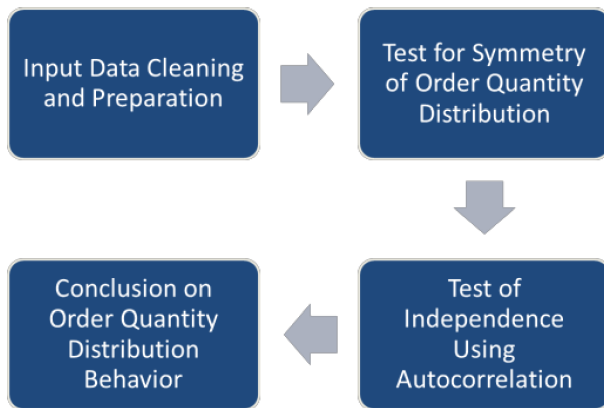 Input Data Cleaning
and Preparation
Test for Symmetry
of Order Quantity
Distribution
Test of
Independence
Using
Autocorrelation
Conclusion on
Order Quantity
Distribution
Behavior